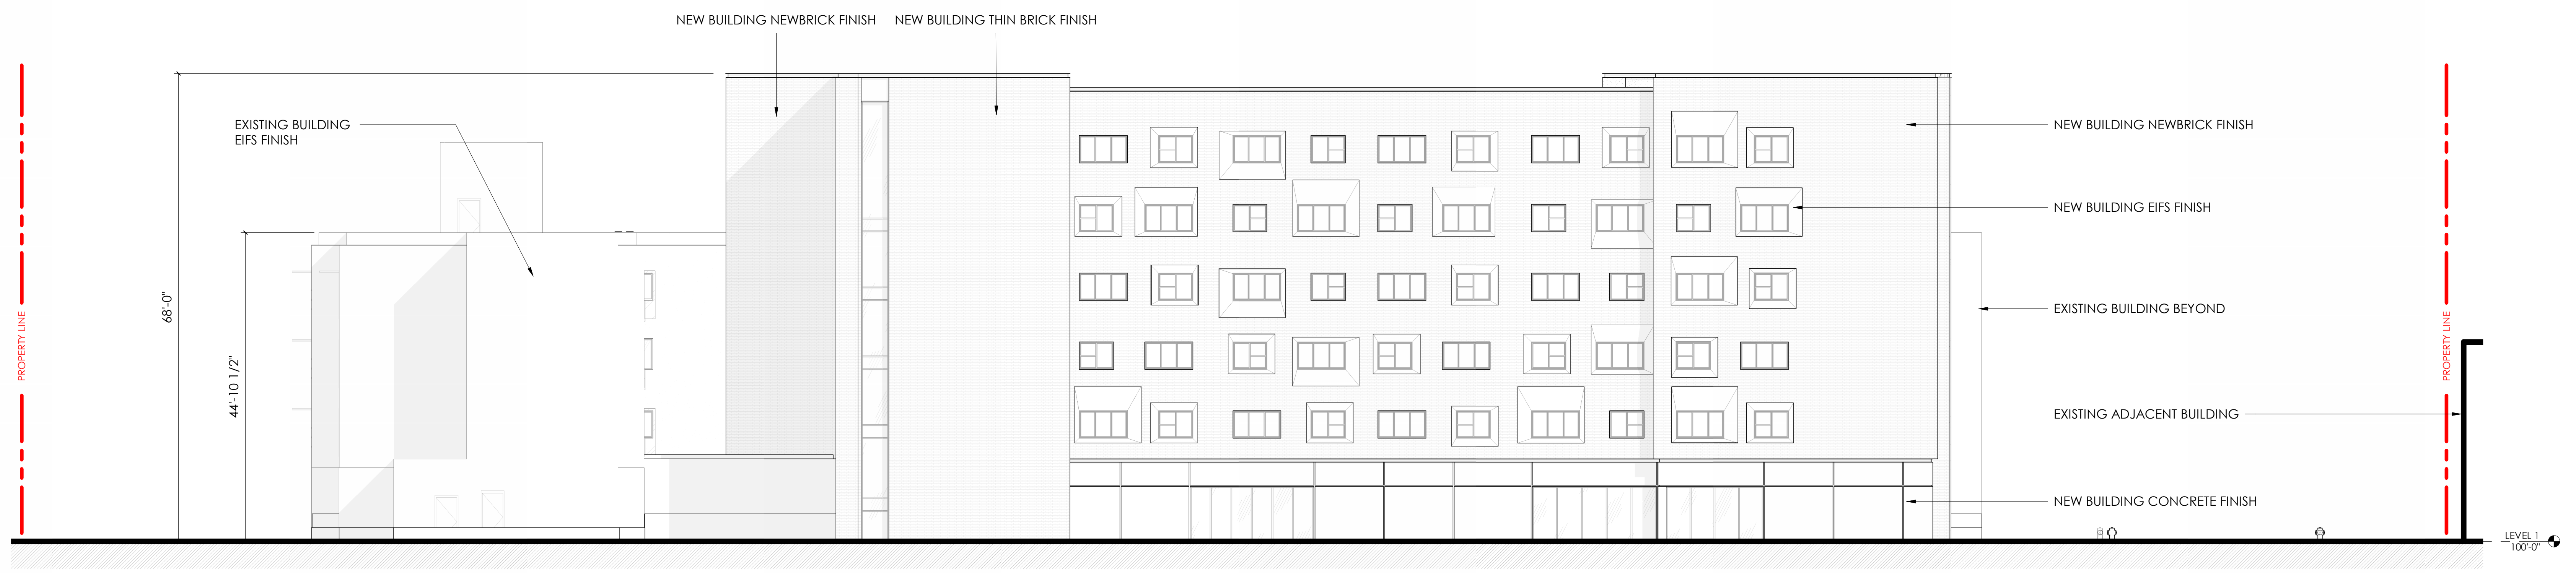 NEW BUILDING NEWBRICK FINISH
NEW BUILDING THIN BRICK FINISH
EXISTING BUILDING
EIFS FINISH
NEW BUILDING NEWBRICK FINISH
NEW BUILDING EIFS FINISH
68'-0"
EXISTING BUILDING BEYOND
PROPERTY LINE
PROPERTY LINE
44'-10 1/2"
EXISTING ADJACENT BUILDING
NEW BUILDING CONCRETE FINISH
LEVEL 1
100'-0"